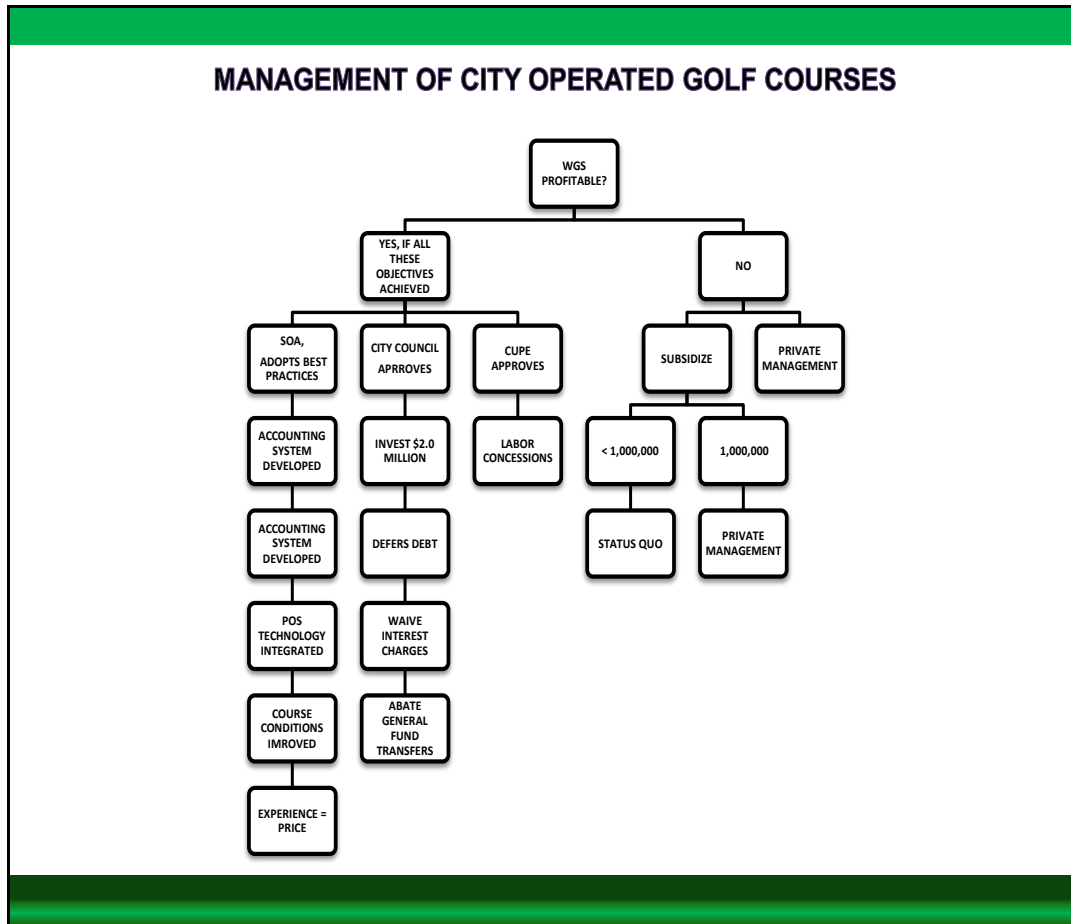 MANAGEMENT OF CITY OPERATED GOLF COURSES
WGS
PROFITABLE?
YES, IF ALL
THESE
OBJECTIVES
ACHIEVED
NO
SOA,
ADOPTS BEST
PRACTICES
CITY COUNCIL
APRROVES
CUPE
APPROVES
SUBSIDIZE
PRIVATE
MANAGEMENT
ACCOUNTING
SYSTEM
DEVELOPED
INVEST $2.0
MILLION
LABOR
CONCESSIONS
< 1,000,000
1,000,000
ACCOUNTING
SYSTEM
DEVELOPED
DEFERS DEBT
STATUS QUO
PRIVATE
MANAGEMENT
POS
TECHNOLOGY
INTEGRATED
WAIVE
INTEREST
CHARGES
COURSE
CONDITIONS
IMROVED
ABATE
GENERAL
FUND
TRANSFERS
EXPERIENCE =
PRICE